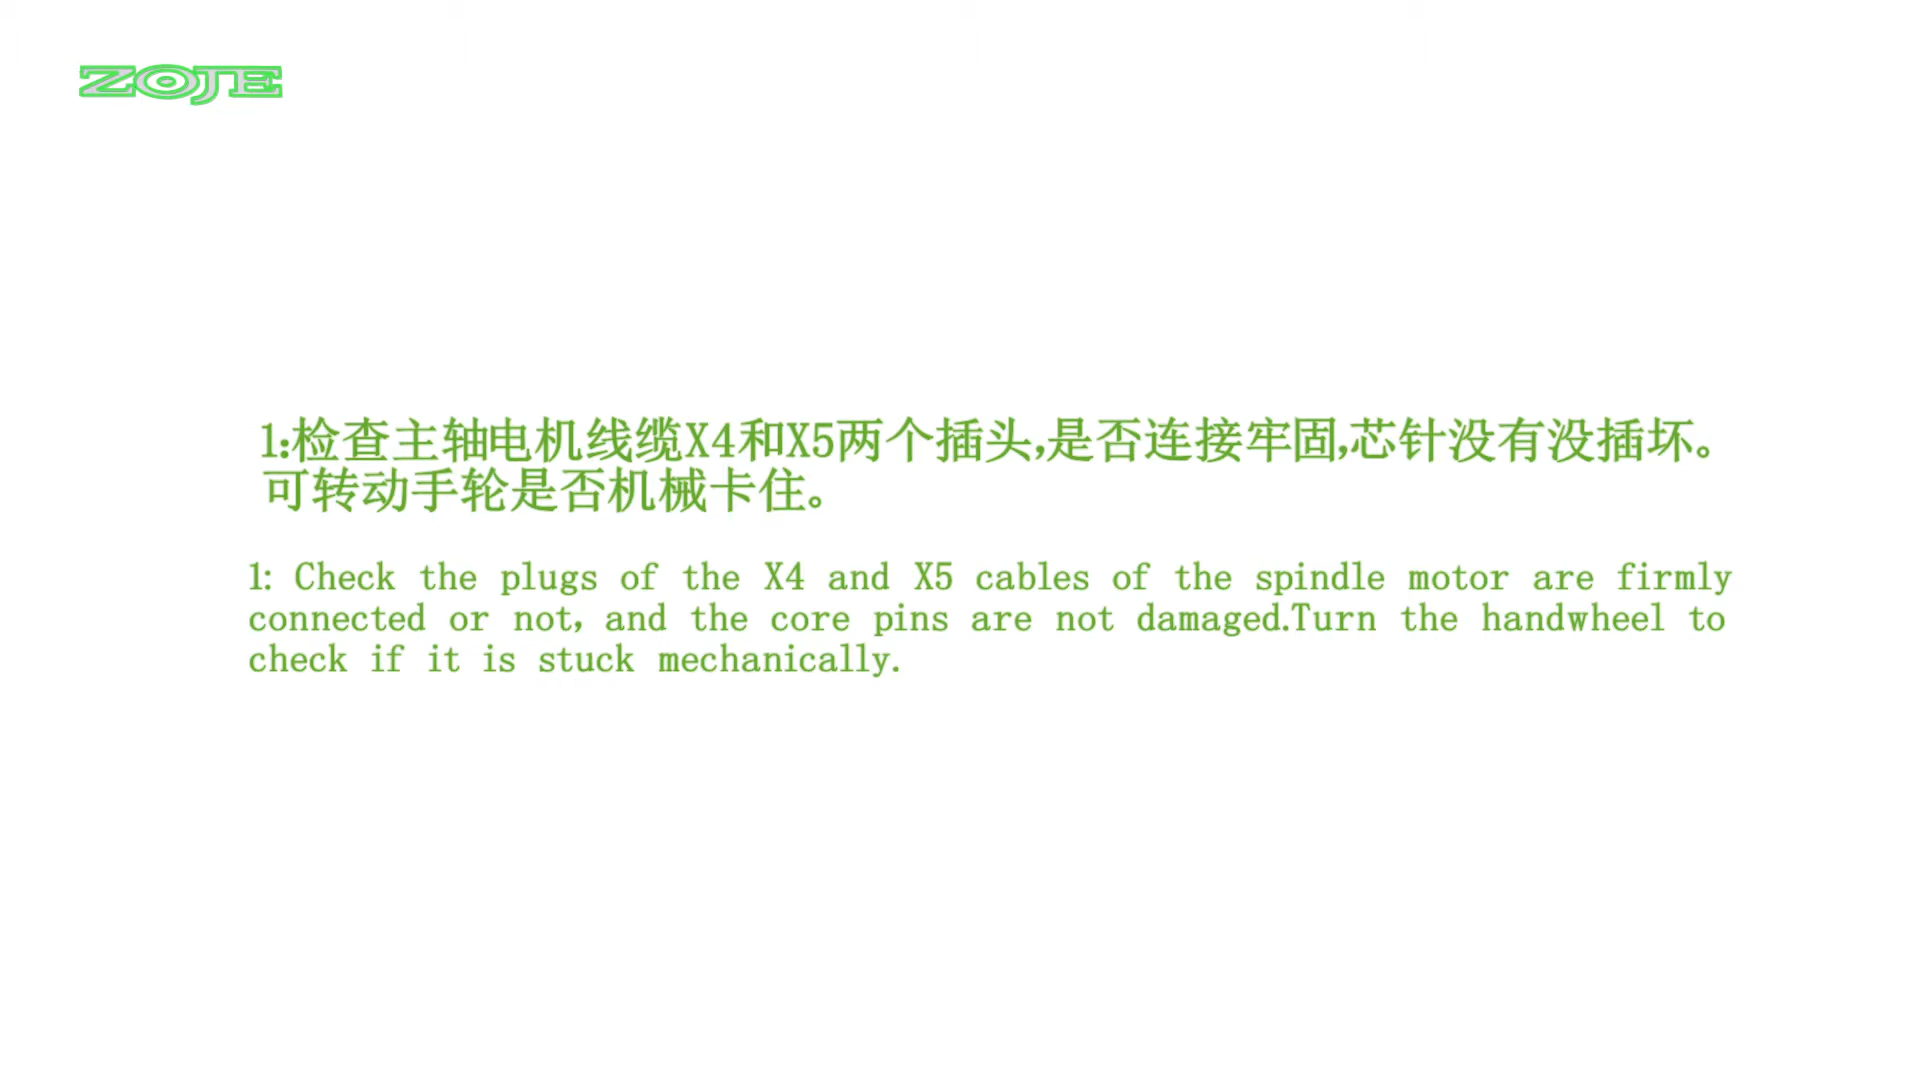 ZOJE
1:检查主轴电机线缆X4和X5两个插头,是否连接牢固,芯针没有没插坏。
可转动手轮是否机械卡住。
1: Check the plugs of the X4 and X5 cables of the spindle motor are firmly
connected or not, and the core pins are not damaged.Turn the handwheel to
check if it is stuck mechanically.